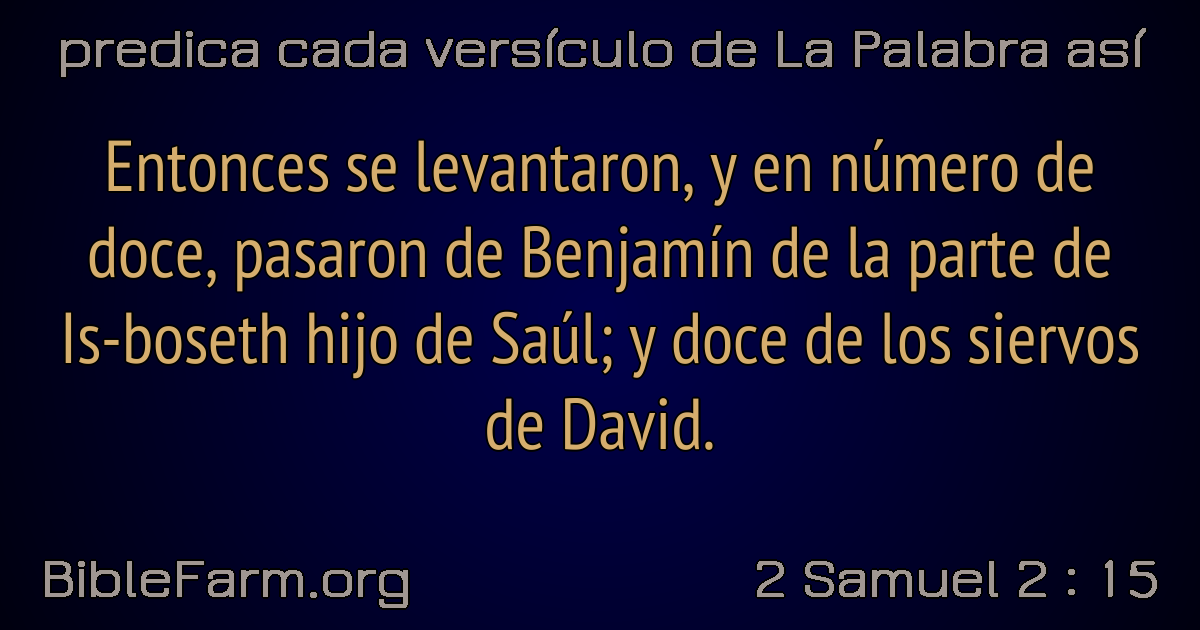 predica cada versículo de La Palabra así
Entonces se levantaron, y en número de
doce, pasaron de Benjamín de la parte de
Is-boseth hijo de Saúl; y doce de los siervos
de David.
BibleFarm.org
2 Samuel 2 : 15